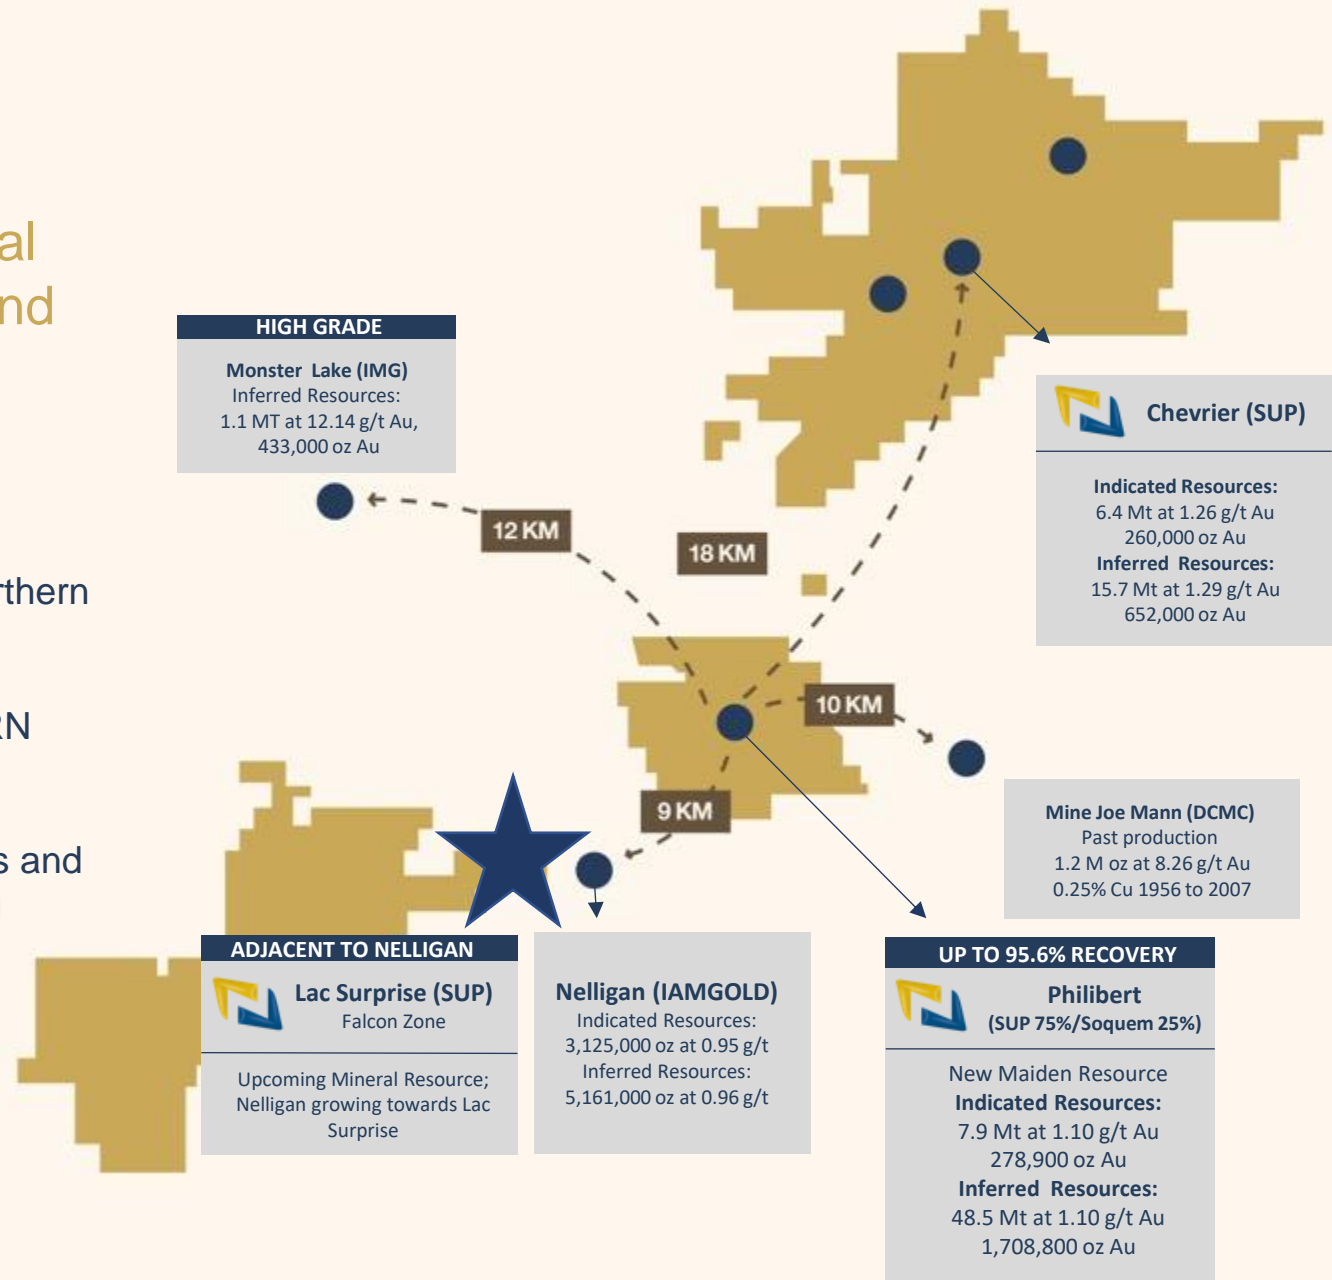 al
nd
rthern
RN
s and
HIGH GRADE
Monster Lake (IMG)
Inferred Resources:
1.1 MT at 12.14 g/t Au,
433,000 oz Au
12 KM
18 KM
10 KM
9 KM
Chevrier (SUP)
Indicated Resources:
6.4 Mt at 1.26 g/t Au
260,000 oz Au
Inferred Resources:
15.7 Mt at 1.29 g/t Au
652,000 oz Au
Mine Joe Mann (DCMC)
Past production
1.2 M oz at 8.26 g/t Au
0.25% Cu 1956 to 2007
ADJACENT TO NELLIGAN
Lac Surprise (SUP)
Falcon Zone
Upcoming Mineral Resource;
Nelligan growing towards Lac
Surprise
Nelligan (IAMGOLD)
Indicated Resources:
3,125,000 oz at 0.95 g/t
Inferred Resources:
5,161,000 oz at 0.96 g/t
UP TO 95.6% RECOVERY
Philibert
(SUP 75%/Soquem 25%)
New Maiden Resource
Indicated Resources:
7.9 Mt at 1.10 g/t Au
278,900 oz Au
Inferred Resources:
48.5 Mt at 1.10 g/t Au
1,708,800 oz Au